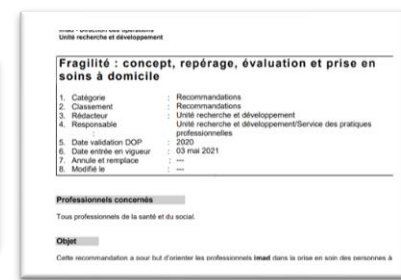 imad - Direction des opérations
Unité recherche et développement
Fragilité : concept, repérage, évaluation et prise en
soins à domicile
1. Catégorie : Recommandations
2. Classement : Recommandations
3. Rédacteur : Unité recherche et développement
4. Responsable : Unité recherche et développement/Service des pratiques
: professionnelles
5. Date validation DOP : 2020
6. Date entrée en vigueur : 03 mai 2021
7. Annule et remplace : ---
8. Modifié le : ---
Professionnels concernés
Tous professionnels de la santé et du social.
Objet
Cette recommandation a pour but d'orienter les professionnels imad dans la prise en soin des personnes à